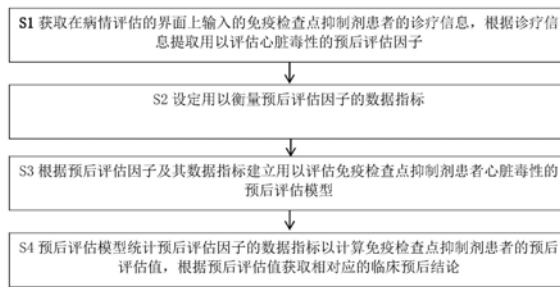 S1获取在病情评估的界面上输入的免疫检查点抑制剂患者的诊疗信息，根据诊疗信
息提取用以评估心脏毒性的预后评估因子
S2 设定用以衡量预后评估因子的数据指标
S3 根据预后评估因子及其数据指标建立用以评估免疫检查点抑制剂患者心脏毒性的
预后评估模型
S4 预后评估模型统计预后评估因子的数据指标以计算免疫检查点抑制剂患者的预后
评估值，根据预后评估值获取相对应的临床预后结论